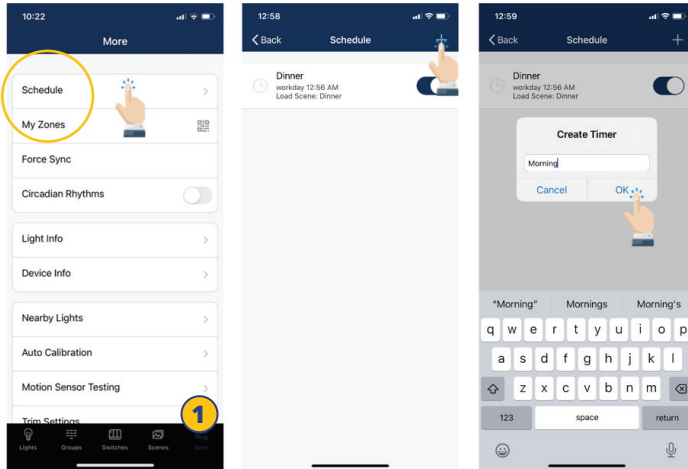 10:22
More
Schedule
My Zones
Force Sync
Circadian Rhythms
Light Info
Device Info
Nearby Lights
Auto Calibration
Motion Sensor Testing
Trim Settings
1
Lights Groups Switches Scenes More
12:58
Back Schedule +
Dinner
workday 12:56 AM
Load Scene: Dinner
12:59
Back Schedule +
Dinner
workday 12:56 AM
Load Scene: Dinner
Create Timer
Morning
Cancel OK
"Morning" Mornings Morning's
q w e r t y u i o p
a s d f g h j k l
z x c v b n m
123 space return